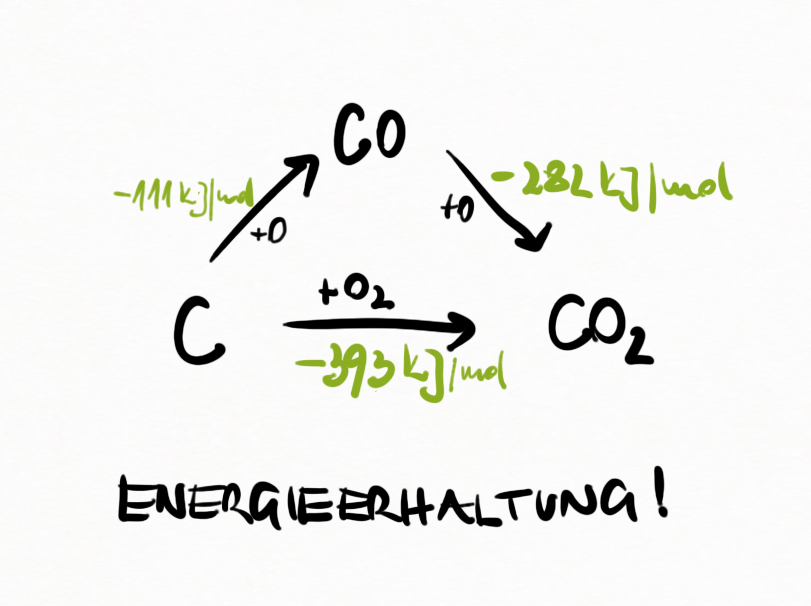 CO
-111 kJ/mol
+O
+O
-282 kJ/mol
C
+O₂
-393 kJ/mol
CO₂
ENERGIEERHALTUNG!